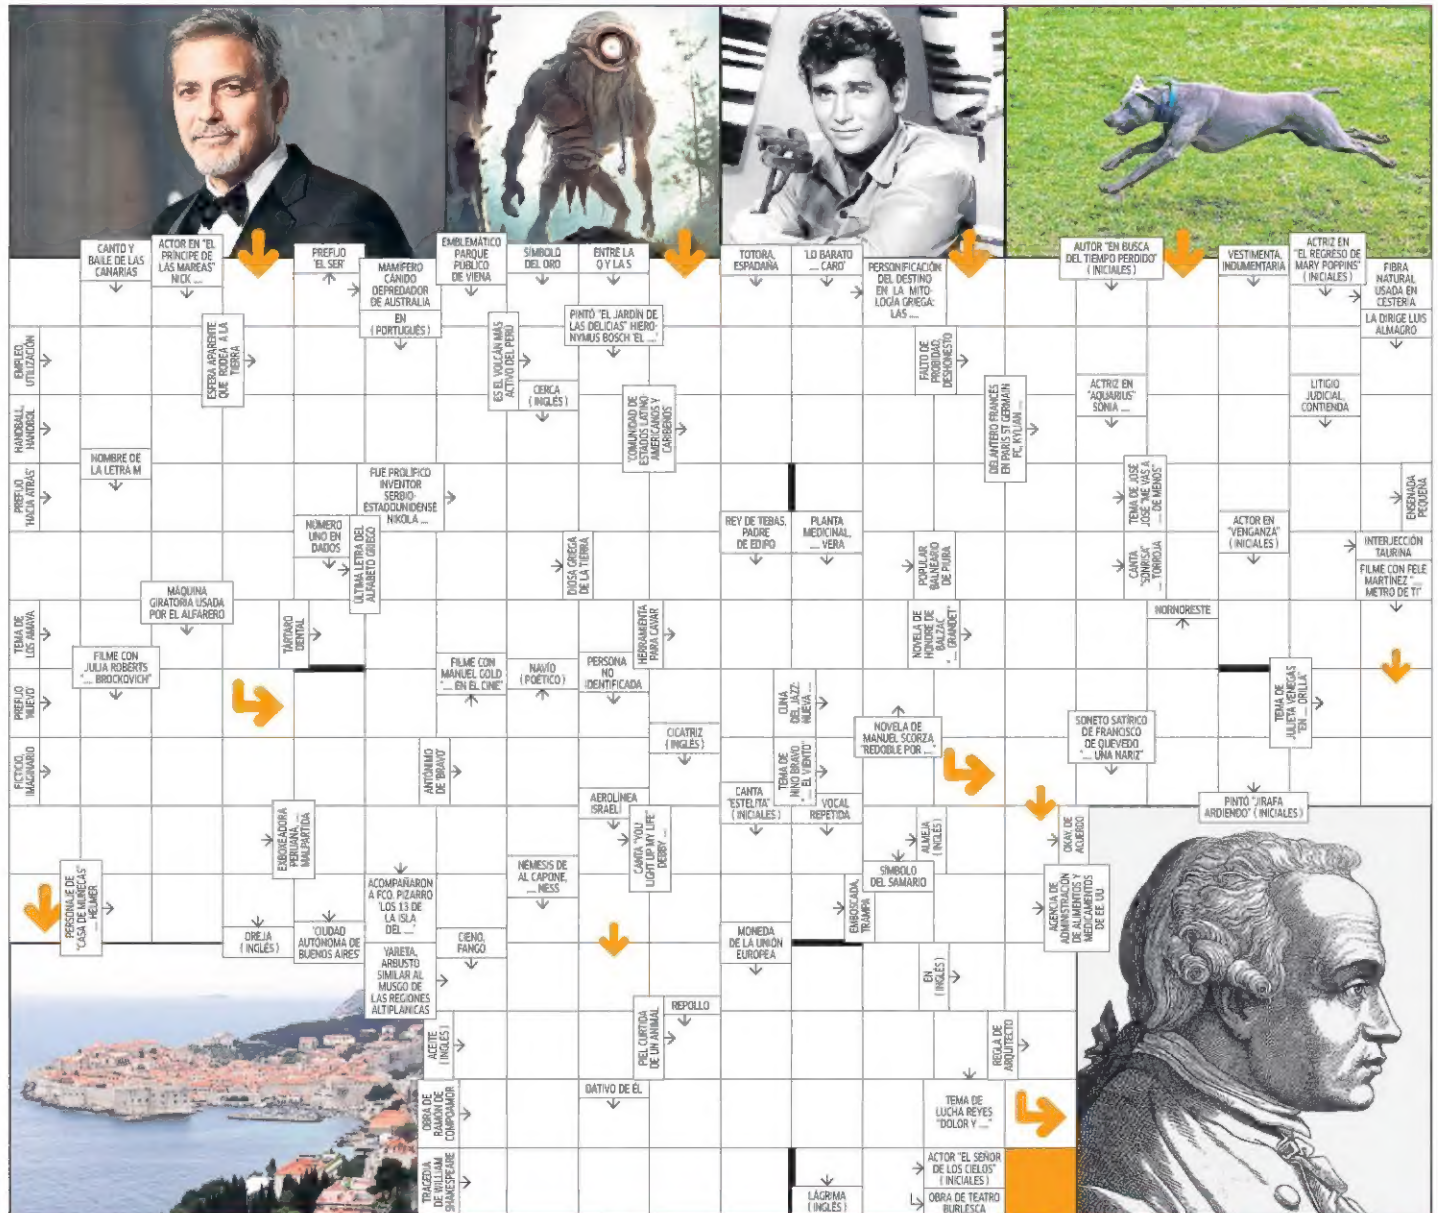 CANTO Y
BAILE DE LAS
CANARIAS
ACTOR EN "EL
PRÍNCIPE DE
LAS MAREAS"
NICK ....
PREFIJO
'EL SER'
MAMÍFERO
CÁNIDO
DEPREDADOR
DE AUSTRALIA
EN
(PORTUGUÉS)
EMBLEMÁTICO
PARQUE
PÚBLICO
DE VIENA
SÍMBOLO
DEL ORO
ENTRE LA
Q Y LA S
TOTORA,
ESPADAÑA
'LO BARATO
.... CARO'
PERSONIFICACIÓN
DEL DESTINO
EN LA MITO-
LOGÍA GRIEGA:
LAS ....
AUTOR "EN BUSCA
DEL TIEMPO PERDIDO"
(INICIALES)
VESTIMENTA,
INDUMENTARIA
ACTRIZ EN
"EL REGRESO DE
MARY POPPINS"
(INICIALES)
FIBRA
NATURAL
USADA EN
CESTERÍA
LA DIRIGE LUIS
ALMAGRO
EMPLEO,
UTILIZACIÓN
ESFERA APARENTE
QUE RODEA A LA
TIERRA
ES EL VOLCÁN MÁS
ACTIVO DEL PERÚ
PINTÓ "EL JARDÍN DE
LAS DELICIAS" HIERO-
NYMUS BOSCH 'EL ....
CERCA
(INGLÉS)
FALTO DE
PROBIDAD,
DESHONESTO
ACTRIZ EN
"AQUARIUS"
SONIA ....
LITIGIO
JUDICIAL,
CONTIENDA
HANDBALL,
HANDBOL
'COMUNIDAD DE
ESTADOS LATINO-
AMERICANOS Y
CARIBEÑOS'
DELANTERO FRANCÉS
EN PARIS ST GERMAIN
FC, KYLIAN ....
NOMBRE DE
LA LETRA M
PREFIJO
'HACIA ATRÁS'
FUE PROLÍFICO
INVENTOR
SERBIO-
ESTADOUNIDENSE
NIKOLA ....
TEMA DE JOSÉ
JOSÉ "ME VAS A
.... DE MENOS"
ENSENADA
PEQUEÑA
NÚMERO
UNO EN
DADOS
ÚLTIMA LETRA DEL
ALFABETO GRIEGO
DIOSA GRIEGA
DE LA TIERRA
REY DE TEBAS,
PADRE
DE EDIPO
PLANTA
MEDICINAL,
.... VERA
POPULAR
BALNEARIO
DE PIURA
CANTA
"SONRISA" ....
TORROJA
ACTOR EN
"VENGANZA"
(INICIALES)
INTERJECCIÓN
TAURINA
FILME CON FELE
MARTÍNEZ "....
METRO DE TI"
MÁQUINA
GIRATORIA USADA
POR EL ALFARERO
TEMA DE
LOS AMAYA
TÁRTARO
DENTAL
HERRAMIENTA
PARA CAVAR
NOVELA DE
HONORE DE
BALZAC
".... GRANDET"
NORNORESTE
FILME CON
JULIA ROBERTS
".... BROCKOVICH"
PREFIJO
'NUEVO'
FILME CON
MANUEL GOLD
".... EN EL CINE"
NAVÍO
(POÉTICO)
PERSONA
NO
IDENTIFICADA
CUNA
DEL JAZZ:
NUEVA ....
NOVELA DE
MANUEL SCORZA
"REDOBLE POR ...."
SONETO SATÍRICO
DE FRANCISCO
DE QUEVEDO
".... UNA NARIZ"
TEMA DE
JULIETA VENEGAS
"EN .... ORILLA"
FICTICIO,
IMAGINARIO
ANTÓNIMO
DE 'BRAVO'
CICATRIZ
(INGLÉS)
TEMA DE
NINO BRAVO
".... EL VIENTO"
PINTÓ "JIRAFA
ARDIENDO" (INICIALES)
EXBOXEADORA
PERUANA, ....
MALPARTIDA
AEROLÍNEA
ISRAELÍ
CANTA "YOU
LIGHT UP MY LIFE"
DEBBY ....
CANTA
"ESTELITA"
(INICIALES)
VOCAL
REPETIDA
ALMEJA
(INGLÉS)
OKAY, DE
ACUERDO
PERSONAJE DE
"CASA DE MUÑECAS"
.... HELMER
ACOMPAÑARON
A FCO. PIZARRO
'LOS 13 DE
LA ISLA
DEL ....
NÉMESIS DE
AL CAPONE,
.... NESS
SÍMBOLO
DEL SAMARIO
EMBOSCADA,
TRAMPA
AGENCIA DE
ADMINISTRACIÓN
DE ALIMENTOS Y
MEDICAMENTOS
DE EE. UU.
OREJA
(INGLÉS)
'CIUDAD
AUTÓNOMA DE
BUENOS AIRES'
YARETA,
ARBUSTO
SIMILAR AL
MUSGO DE
LAS REGIONES
ALTIPLÁNICAS
CIENO,
FANGO
MONEDA
DE LA UNIÓN
EUROPEA
EN
(INGLÉS)
ACEITE
(INGLÉS)
PIEL CURTIDA
DE UN ANIMAL
REPOLLO
REGLA DE
ARQUITECTO
OBRA DE
RAMÓN DE
COMPOAMOR
DATIVO DE ÉL
TEMA DE
LUCHA REYES
"DOLOR Y ...."
TRAGEDIA
DE WILLIAM
SHAKESPEARE
LÁGRIMA
(INGLÉS)
ACTOR "EL SEÑOR
DE LOS CIELOS"
(INICIALES)
OBRA DE TEATRO
BURLESCA